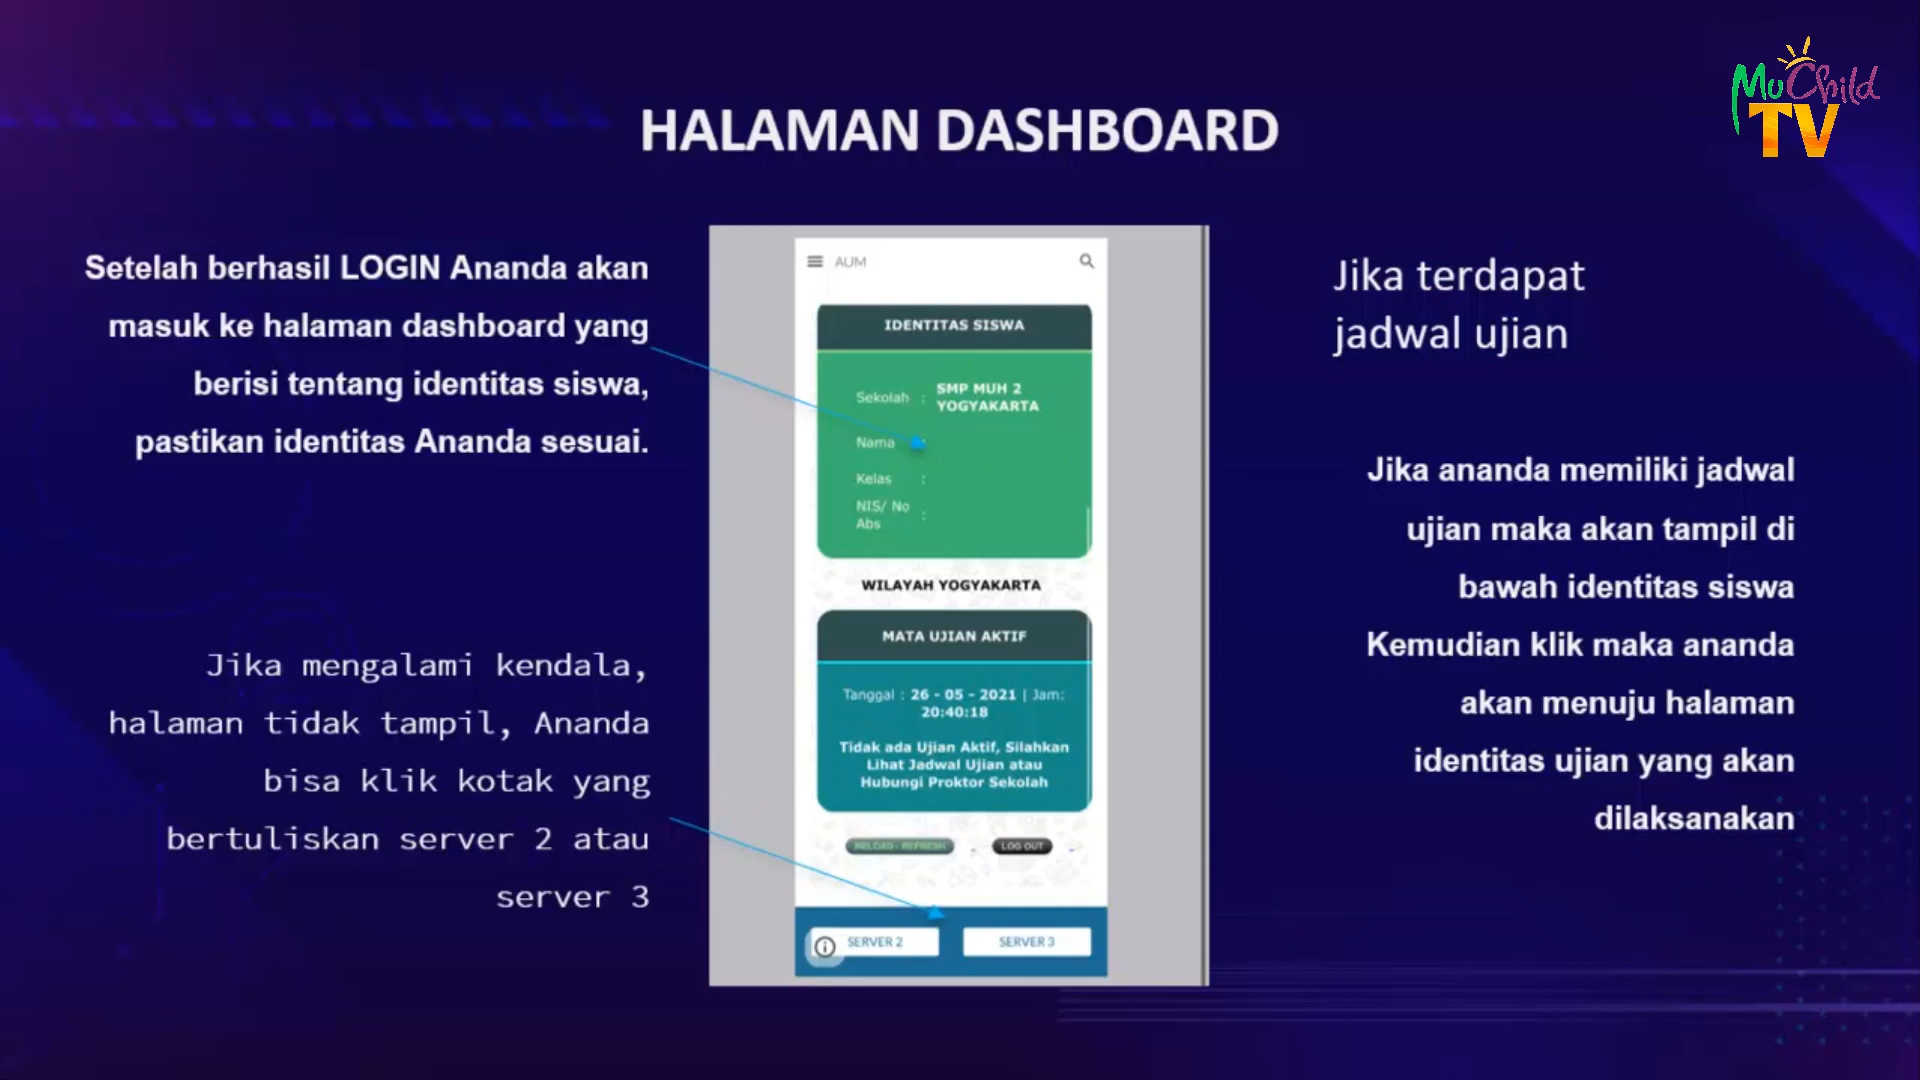 MuChild
TV
HALAMAN DASHBOARD
Setelah berhasil LOGIN Ananda akan
masuk ke halaman dashboard yang
berisi tentang identitas siswa,
pastikan identitas Ananda sesuai.
Jika mengalami kendala,
halaman tidak tampil, Ananda
bisa klik kotak yang
bertuliskan server 2 atau
server 3
AUM
IDENTITAS SISWA
Sekolah : SMP MUH 2
YOGYAKARTA
Nama :
Kelas :
NIS/ No
Abs :
WILAYAH YOGYAKARTA
MATA UJIAN AKTIF
Tanggal : 26 - 05 - 2021 | Jam:
20:40:18
Tidak ada Ujian Aktif, Silahkan
Lihat Jadwal Ujian atau
Hubungi Proktor Sekolah
RELOAD - REFRESH - LOG OUT -
SERVER 2 SERVER 3
Jika terdapat
jadwal ujian
Jika ananda memiliki jadwal
ujian maka akan tampil di
bawah identitas siswa
Kemudian klik maka ananda
akan menuju halaman
identitas ujian yang akan
dilaksanakan